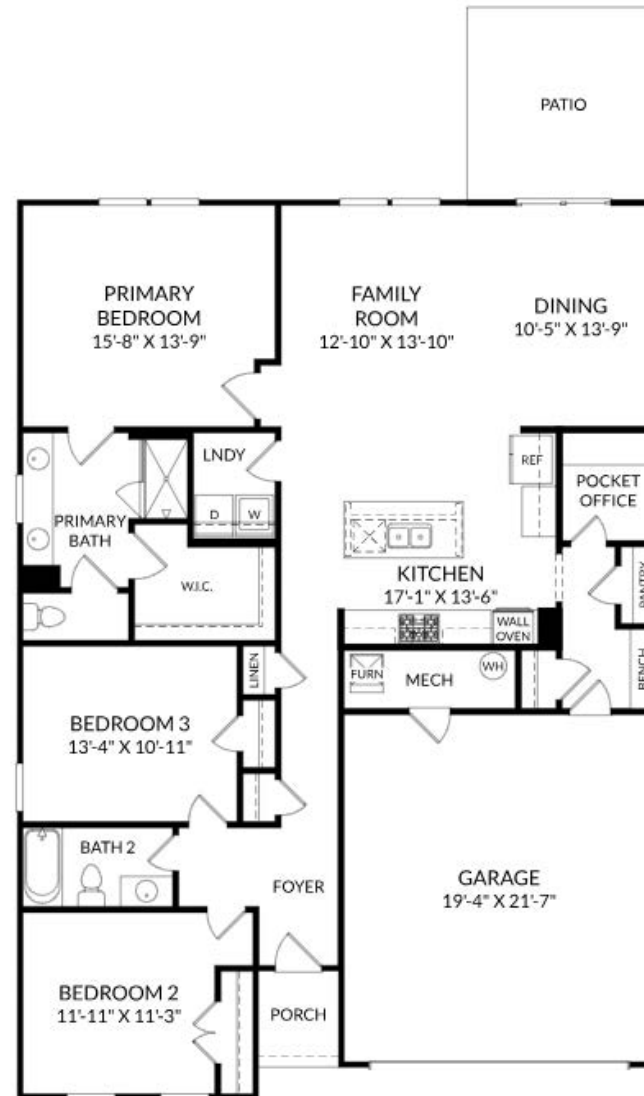 PATIO
PRIMARY
BEDROOM
15'-8" X 13'-9"
FAMILY
ROOM
12'-10" X 13'-10"
DINING
10'-5" X 13'-9"
LNDY
D
W
REF
POCKET
OFFICE
PRIMARY
BATH
W.I.C.
KITCHEN
17'-1" X 13'-6"
WALL
OVEN
PANTRY
BENCH
LINEN
FURN
MECH
WH
BEDROOM 3
13'-4" X 10'-11"
BATH 2
FOYER
GARAGE
19'-4" X 21'-7"
BEDROOM 2
11'-11" X 11'-3"
PORCH